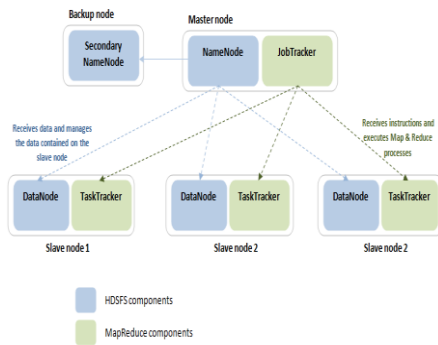 Backup node
Master node
Secondary
NameNode
NameNode
JobTracker
Receives data and manages
the data contained on the
slave node
Receives instructions and
executes Map & Reduce
processes
DataNode
TaskTracker
DataNode
TaskTracker
DataNode
TaskTracker
Slave node 1
Slave node 2
Slave node 2
HDSFS components
MapReduce components